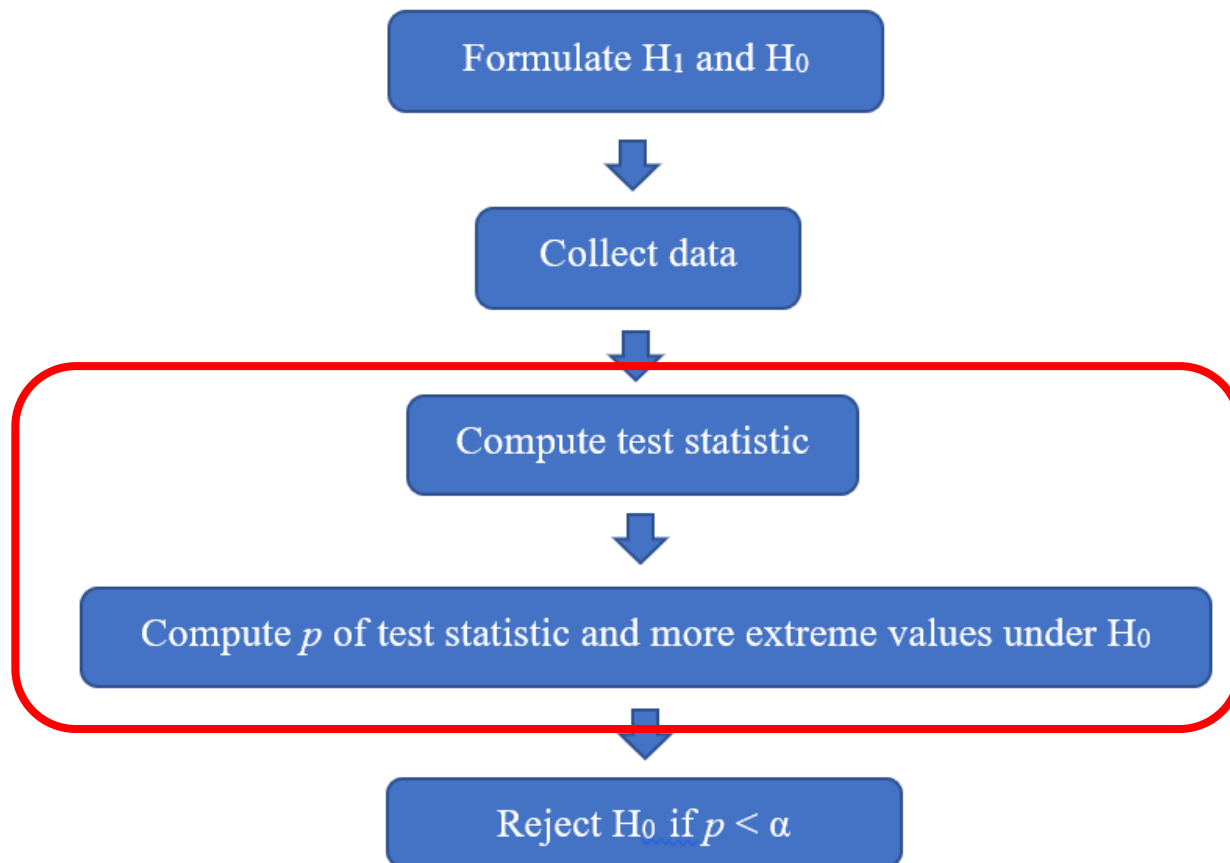 Formulate H₁ and H₀
Collect data
Compute test statistic
Compute p of test statistic and more extreme values under H₀
Reject H₀ if p < α